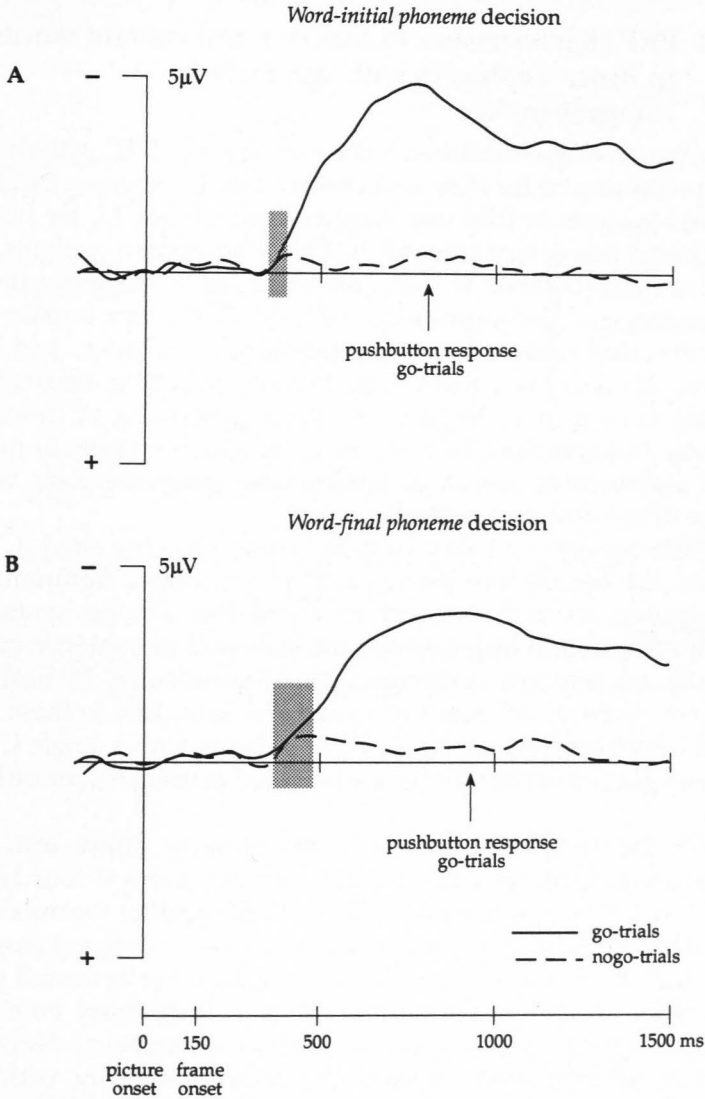 Word-initial phoneme decision
A
– 5µV
pushbutton response
go-trials
+
Word-final phoneme decision
B
– 5µV
pushbutton response
go-trials
go-trials
nogo-trials
+
0 150 500 1000 1500 ms
picture frame
onset onset